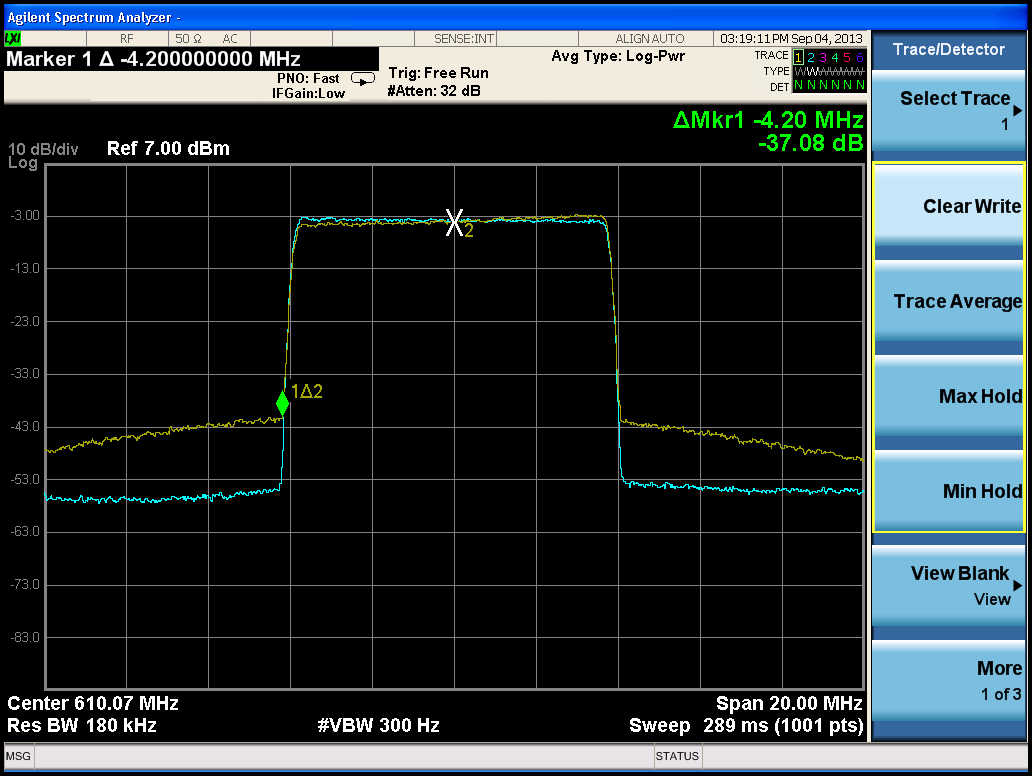 Agilent Spectrum Analyzer -
LXI
RF
50 Ω
AC
SENSE:INT
ALIGN AUTO
03:19:11 PM Sep 04, 2013
Marker 1 Δ -4.200000000 MHz
PNO: Fast
IFGain:Low
Trig: Free Run
#Atten: 32 dB
Avg Type: Log-Pwr
TRACE 1 2 3 4 5 6
TYPE WWWWWWW
DET N N N N N N
ΔMkr1 -4.20 MHz
-37.08 dB
10 dB/div
Log
Ref 7.00 dBm
-3.00
-13.0
-23.0
-33.0
-43.0
-53.0
-63.0
-73.0
-83.0
2
1Δ2
Center 610.07 MHz
Span 20.00 MHz
Res BW 180 kHz
#VBW 300 Hz
Sweep 289 ms (1001 pts)
MSG
STATUS
Trace/Detector
Select Trace
1
Clear Write
Trace Average
Max Hold
Min Hold
View Blank
View
More
1 of 3